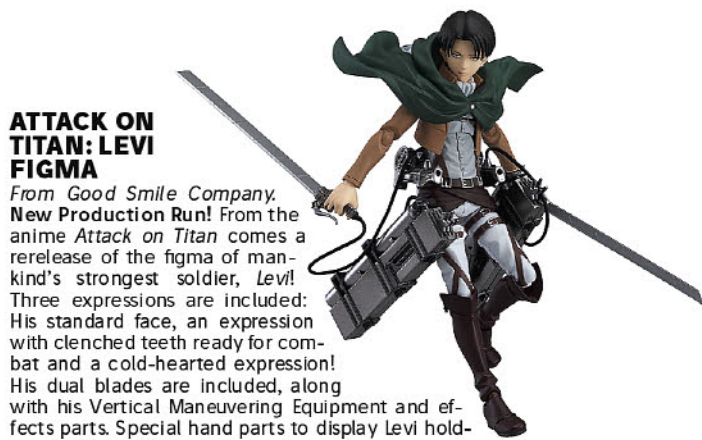 ATTACK ON
TITAN: LEVI
FIGMA
From Good Smile Company.
New Production Run! From the
anime Attack on Titan comes a
rerelease of the figma of man-
kind's strongest soldier, Levi!
Three expressions are included:
His standard face, an expression
with clenched teeth ready for com-
bat and a cold-hearted expression!
His dual blades are included, along
with his Vertical Maneuvering Equipment and ef-
fects parts. Special hand parts to display Levi hold-